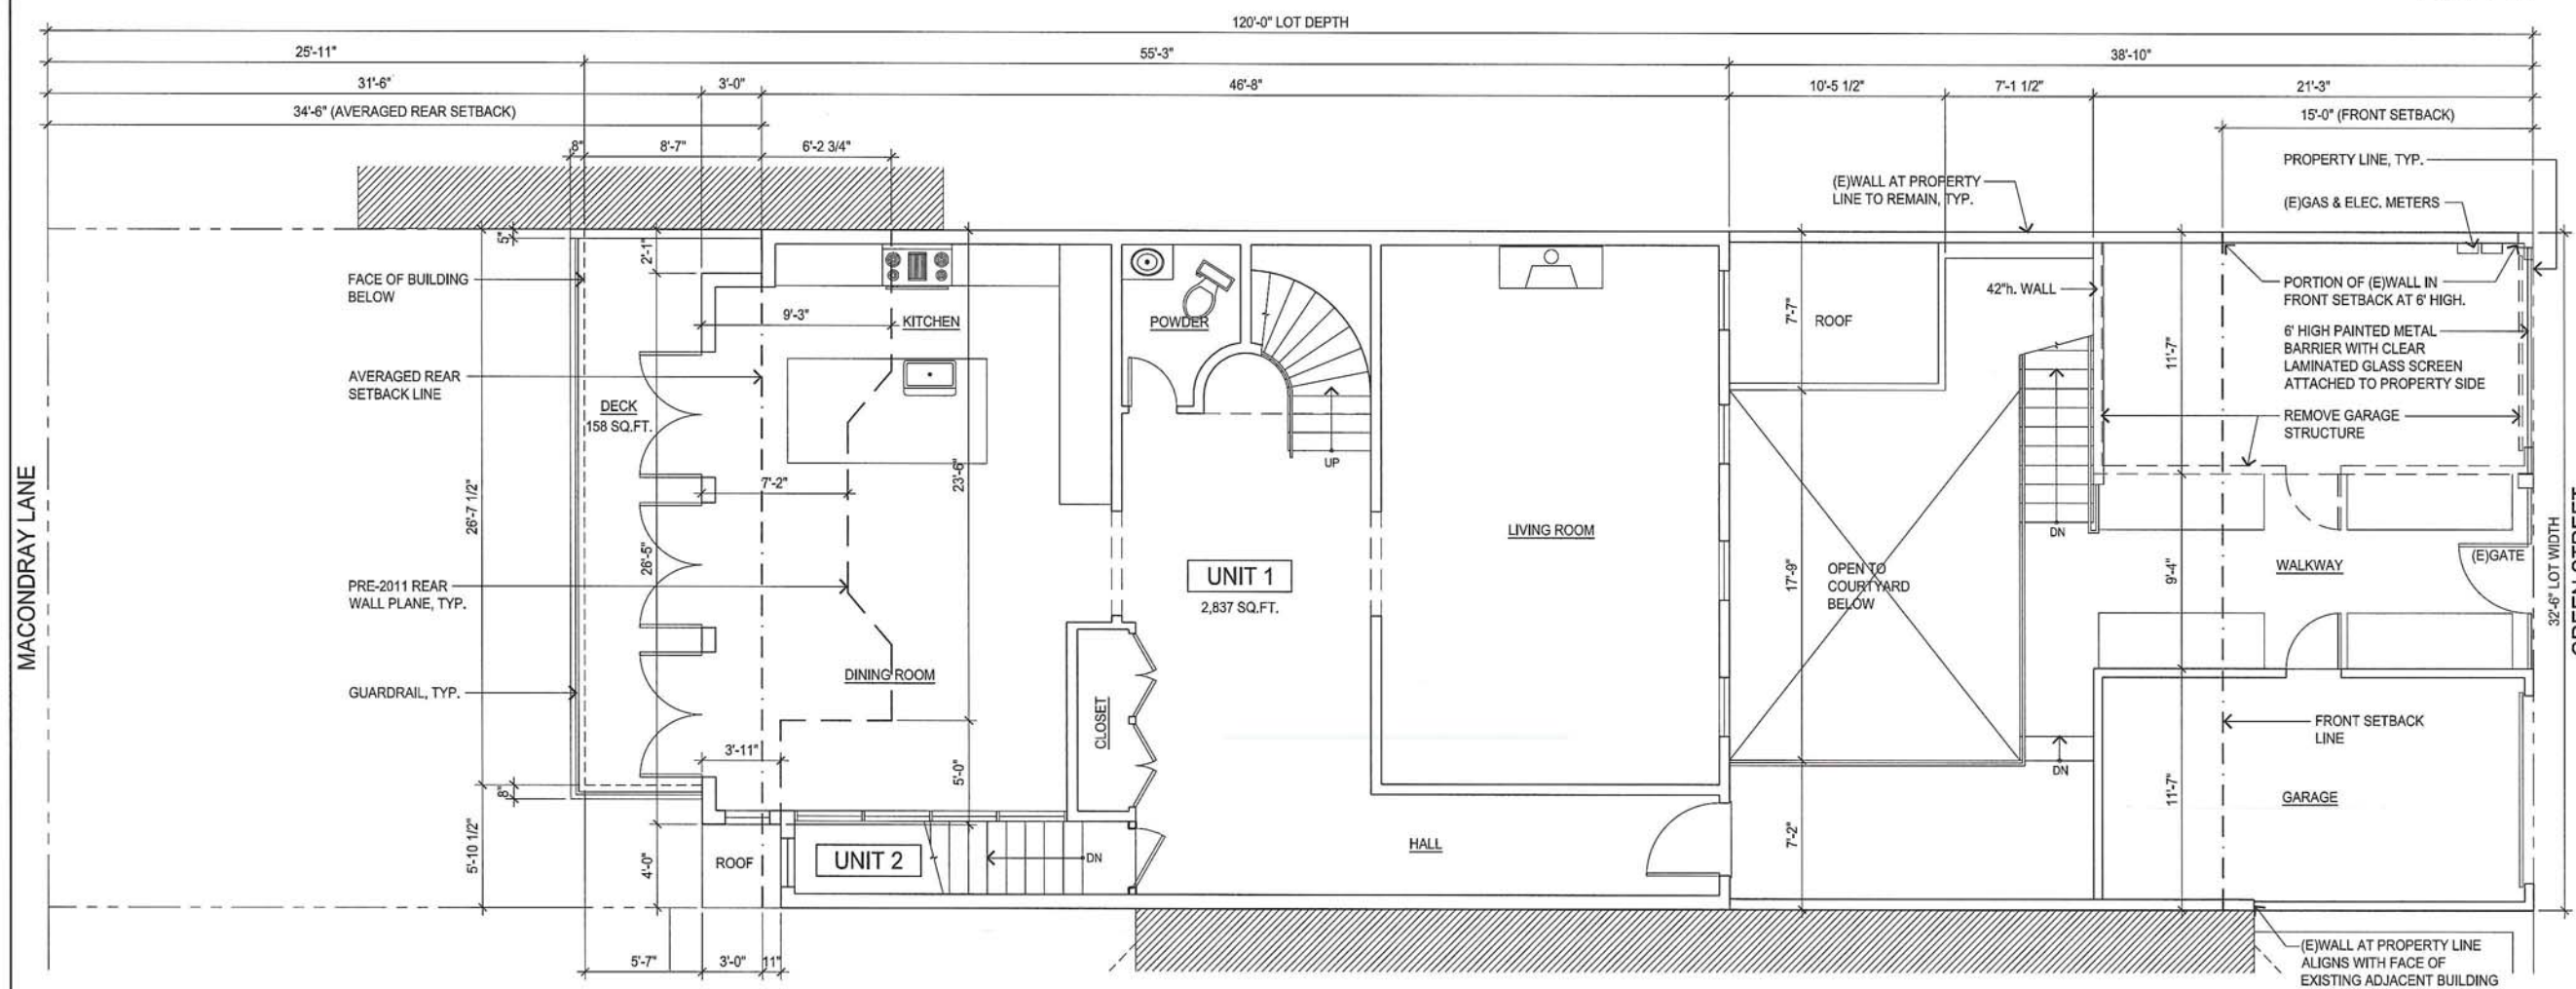 120'-0" LOT DEPTH
25'-11"
55'-3"
38'-10"
31'-6"
3'-0"
46'-8"
10'-5 1/2"
7'-1 1/2"
21'-3"
34'-6" (AVERAGED REAR SETBACK)
15'-0" (FRONT SETBACK)
8"
8'-7"
6'-2 3/4"
PROPERTY LINE, TYP.
(E)WALL AT PROPERTY
LINE TO REMAIN, TYP.
(E)GAS & ELEC. METERS
5"
2'-1"
FACE OF BUILDING
BELOW
42"h. WALL
PORTION OF (E)WALL IN
FRONT SETBACK AT 6' HIGH.
9'-3"
KITCHEN
POWDER
7'-7"
ROOF
11'-7"
6' HIGH PAINTED METAL
BARRIER WITH CLEAR
LAMINATED GLASS SCREEN
ATTACHED TO PROPERTY SIDE
AVERAGED REAR
SETBACK LINE
DECK
158 SQ.FT.
REMOVE GARAGE
STRUCTURE
UP
23'-6"
7'-2"
26'-7 1/2"
MACONDRAY LANE
LIVING ROOM
DN
26'-5"
UNIT 1
2,837 SQ.FT.
17'-9"
OPEN TO
COURTYARD
BELOW
9'-4"
WALKWAY
(E)GATE
32'-6" LOT WIDTH
PRE-2011 REAR
WALL PLANE, TYP.
DINING ROOM
GUARDRAIL, TYP.
CLOSET
FRONT SETBACK
LINE
3'-11"
5'-0"
DN
8"
11'-7"
GARAGE
5'-10 1/2"
4'-0"
ROOF
UNIT 2
DN
HALL
7'-2"
5'-7"
3'-0"
11"
(E)WALL AT PROPERTY LINE
ALIGNS WITH FACE OF
EXISTING ADJACENT BUILDING